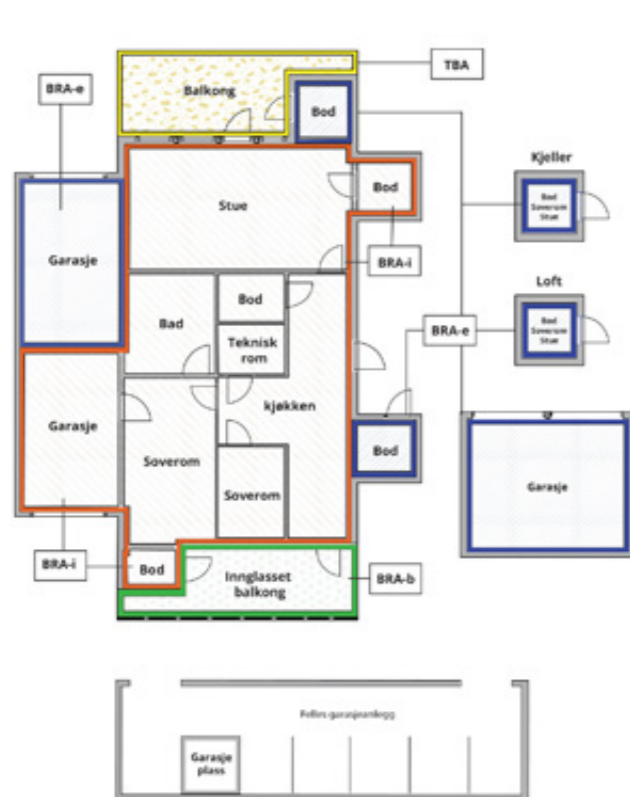 TBA
BRA-e
Balkong
Bod
Kjeller
Stue
Bod
Bod
Soverom
Stue
Garasje
BRA-i
Loft
Bod
Bad
Teknisk
rom
BRA-e
Bod
Soverom
Stue
Garasje
kjøkken
Soverom
Bod
Soverom
Garasje
BRA-i
Bod
Innglasset
balkong
BRA-b
Felles garasjeanlegg
Garasje
plass